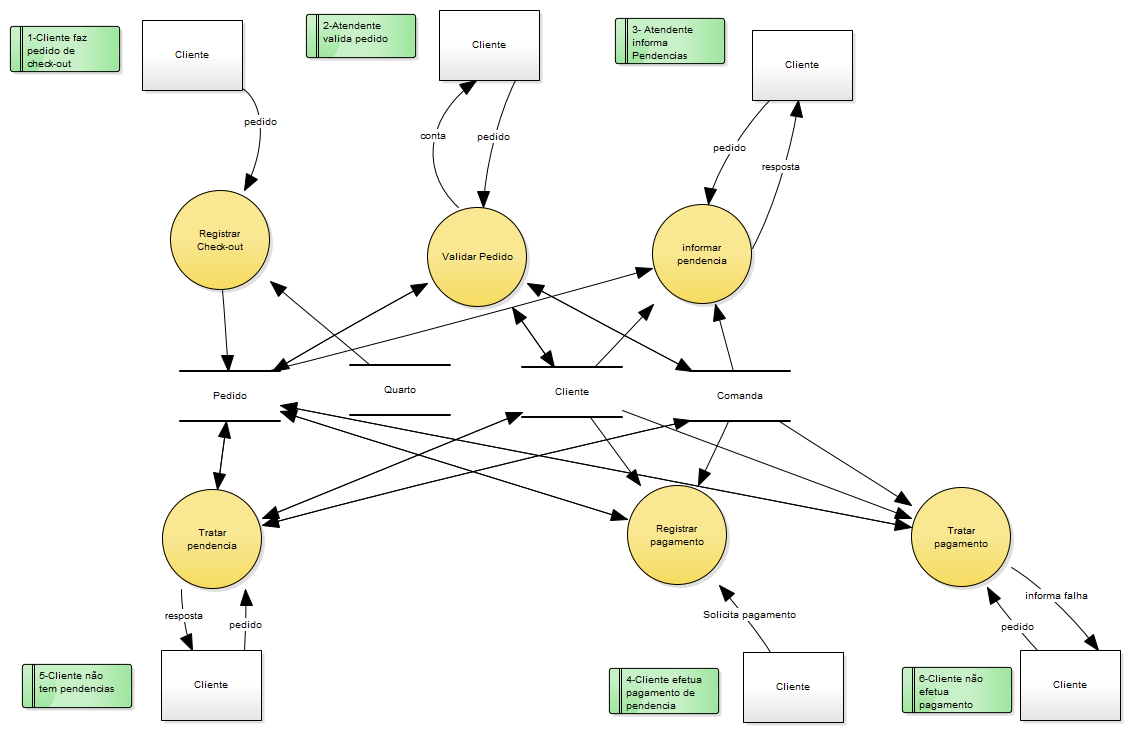 1-Cliente faz
pedido de
check-out
Cliente
2-Atendente
valida pedido
Cliente
3- Atendente
informa
Pendencias
Cliente
pedido
conta
pedido
pedido
resposta
Registrar
Check-out
Validar Pedido
informar
pendencia
Pedido
Quarto
Cliente
Comanda
Tratar
pendencia
Registrar
pagamento
Tratar
pagamento
resposta
pedido
Solicita pagamento
informa falha
pedido
5-Cliente não
tem pendencias
Cliente
4-Cliente efetua
pagamento de
pendencia
Cliente
6-Cliente não
efetua
pagamento
Cliente